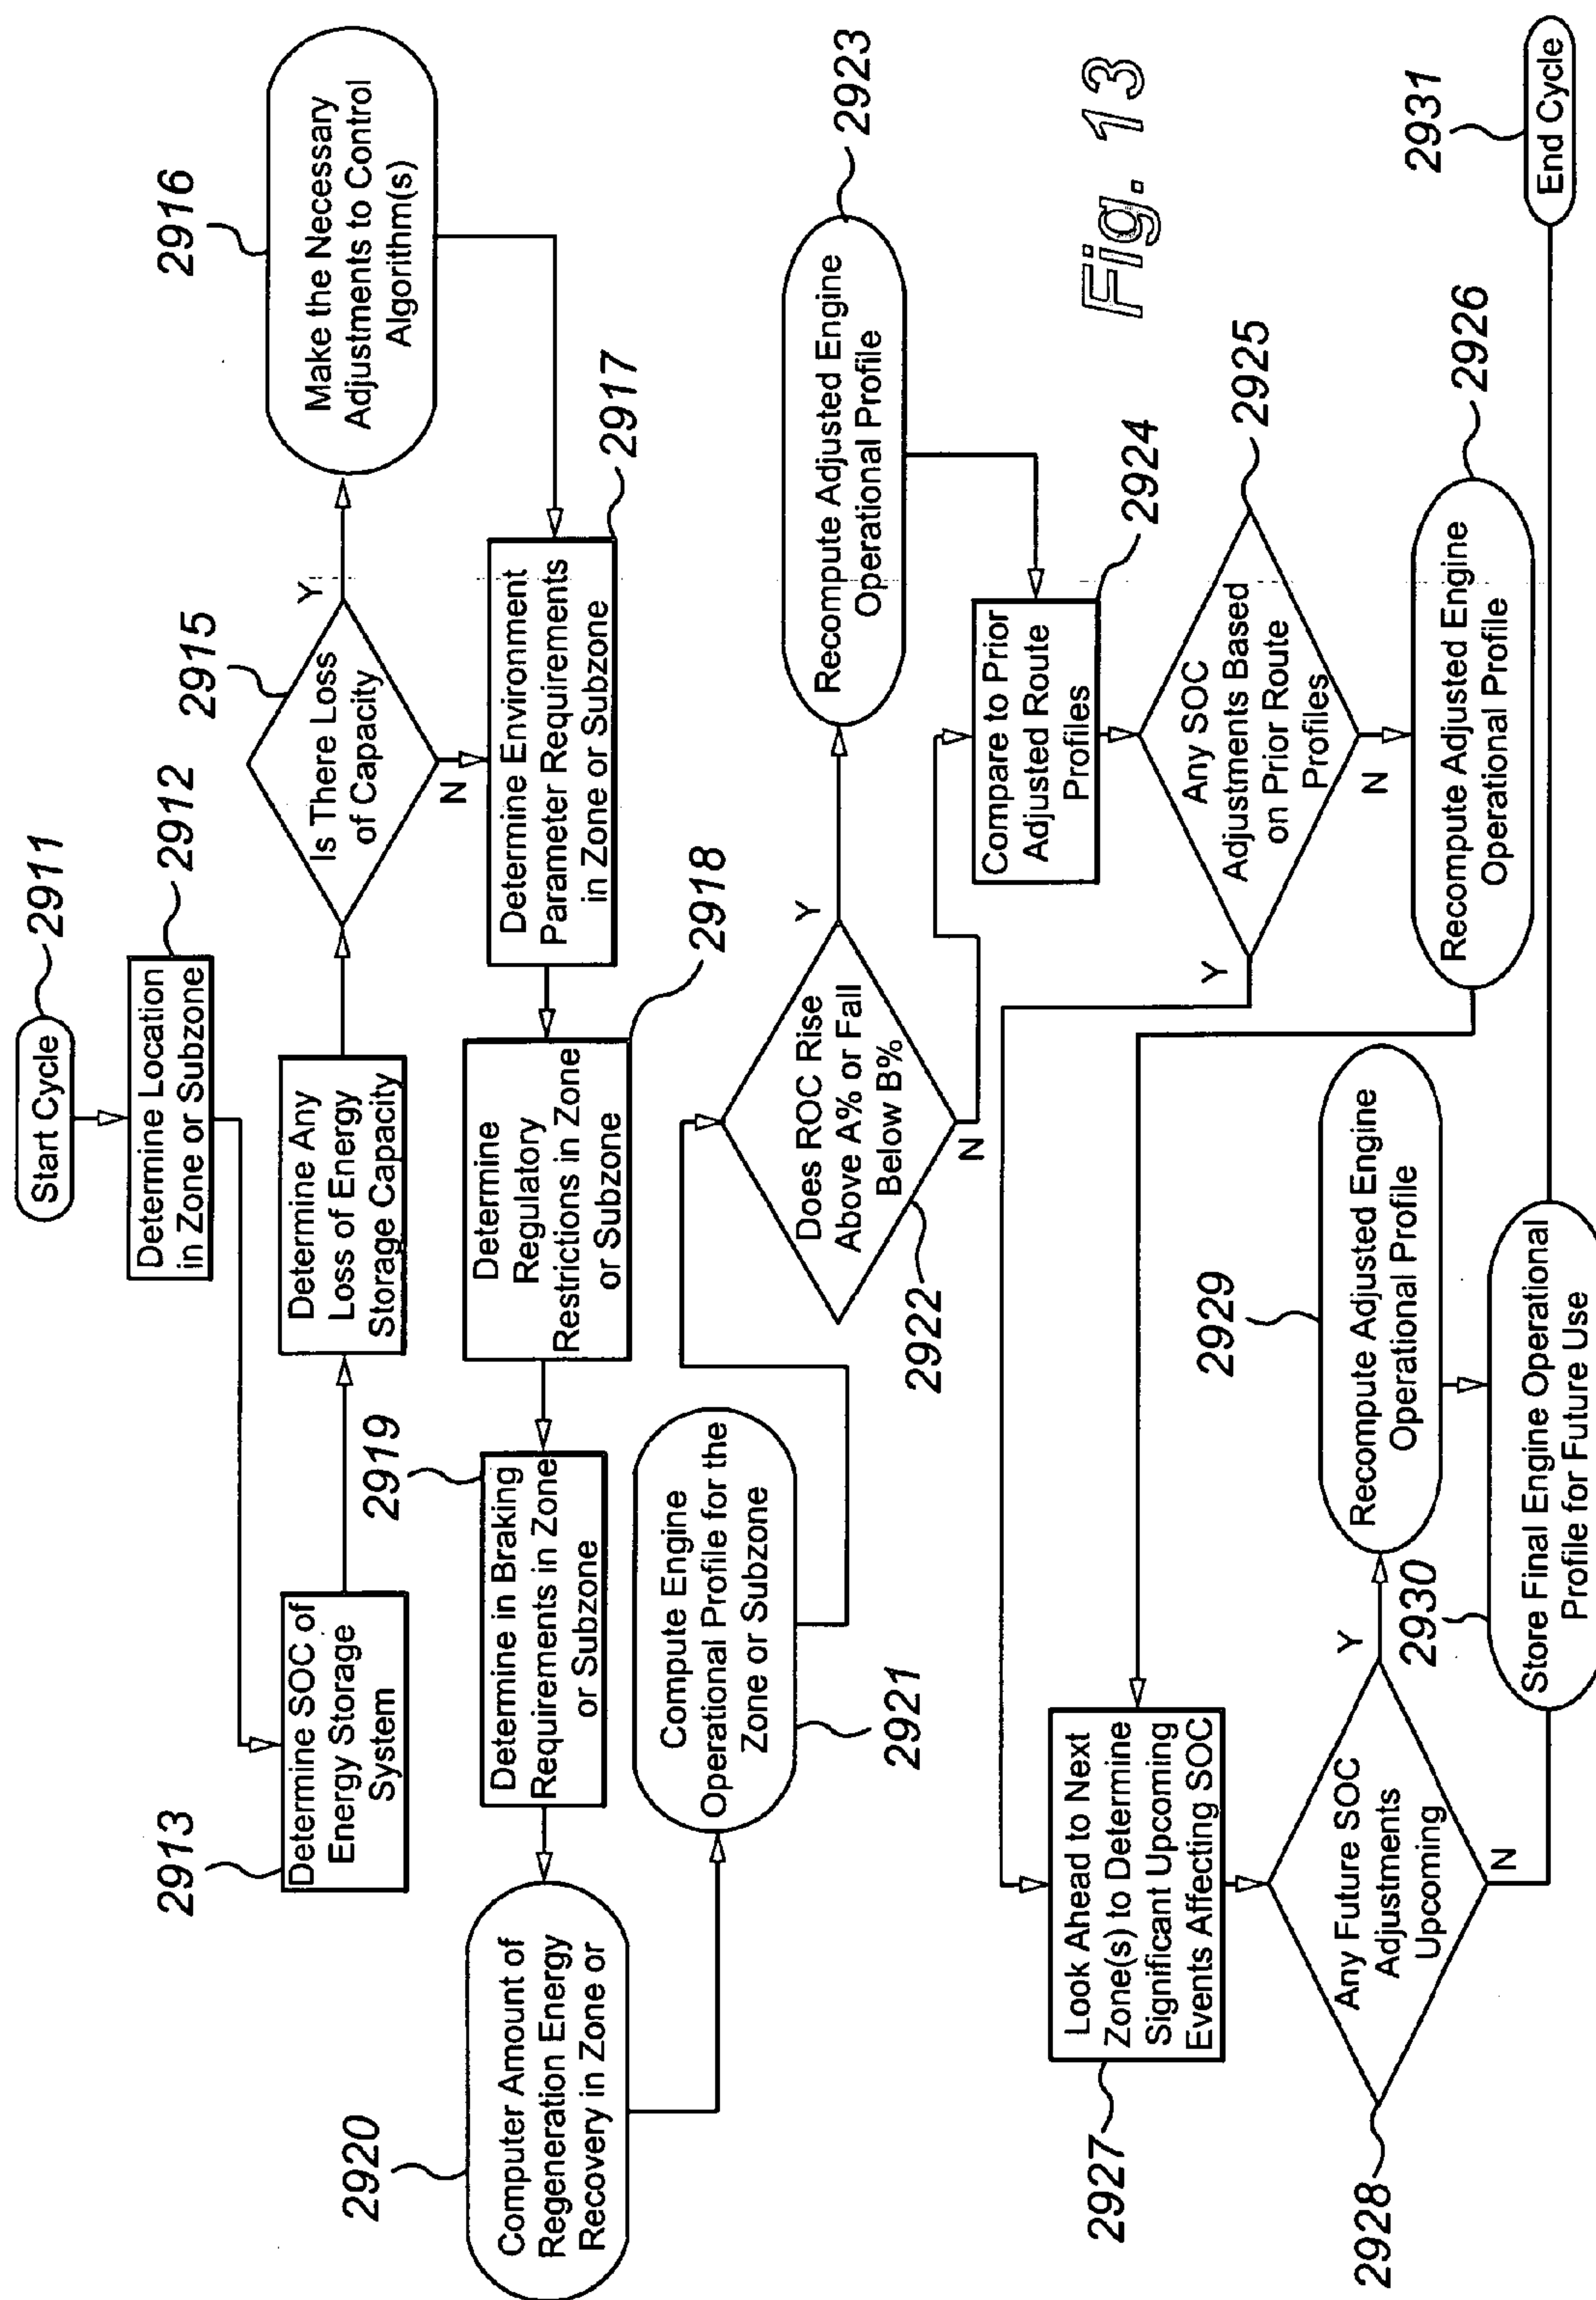 2911
Start Cycle
2912
Determine Location
in Zone or Subzone
2913
Determine SOC of
Energy Storage
System
Determine Any
Loss of Energy
Storage Capacity
2915
Is There Loss
of Capacity
Y
N
2916
Make the Necessary
Adjustments to Control
Algorithm(s)
2917
Determine Environment
Parameter Requirements
in Zone or Subzone
2918
Determine
Regulatory
Restrictions in Zone
or Subzone
2919
Determine in Braking
Requirements in Zone
or Subzone
2920
Computer Amount of
Regeneration Energy
Recovery in Zone or
Compute Engine
Operational Profile for the
Zone or Subzone
2921
Does ROC Rise
Above A% or Fall
Below B%
2922
Y
N
Recompute Adjusted Engine
Operational Profile
2923
Compare to Prior
Adjusted Route
Profiles
2924
Any SOC
Adjustments Based
on Prior Route
Profiles
2925
Y
N
Recompute Adjusted Engine
Operational Profile
2926
Look Ahead to Next
Zone(s) to Determine
Significant Upcoming
Events Affecting SOC
2927
Any Future SOC
Adjustments
Upcoming
2928
Y
N
2929
Recompute Adjusted Engine
Operational Profile
2930
Store Final Engine Operational
Profile for Future Use
2931
End Cycle
Fig. 13